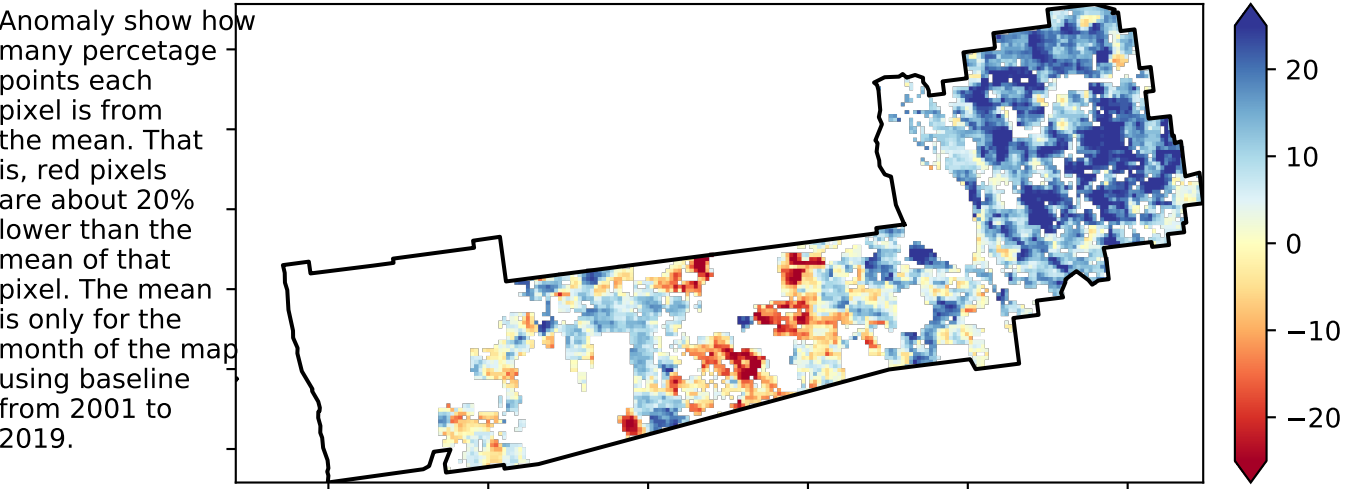 Anomaly show how
many percetage
points each
pixel is from
the mean. That
is, red pixels
are about 20%
lower than the
mean of that
pixel. The mean
is only for the
month of the map
using baseline
from 2001 to
2019.
20
10
0
−10
−20